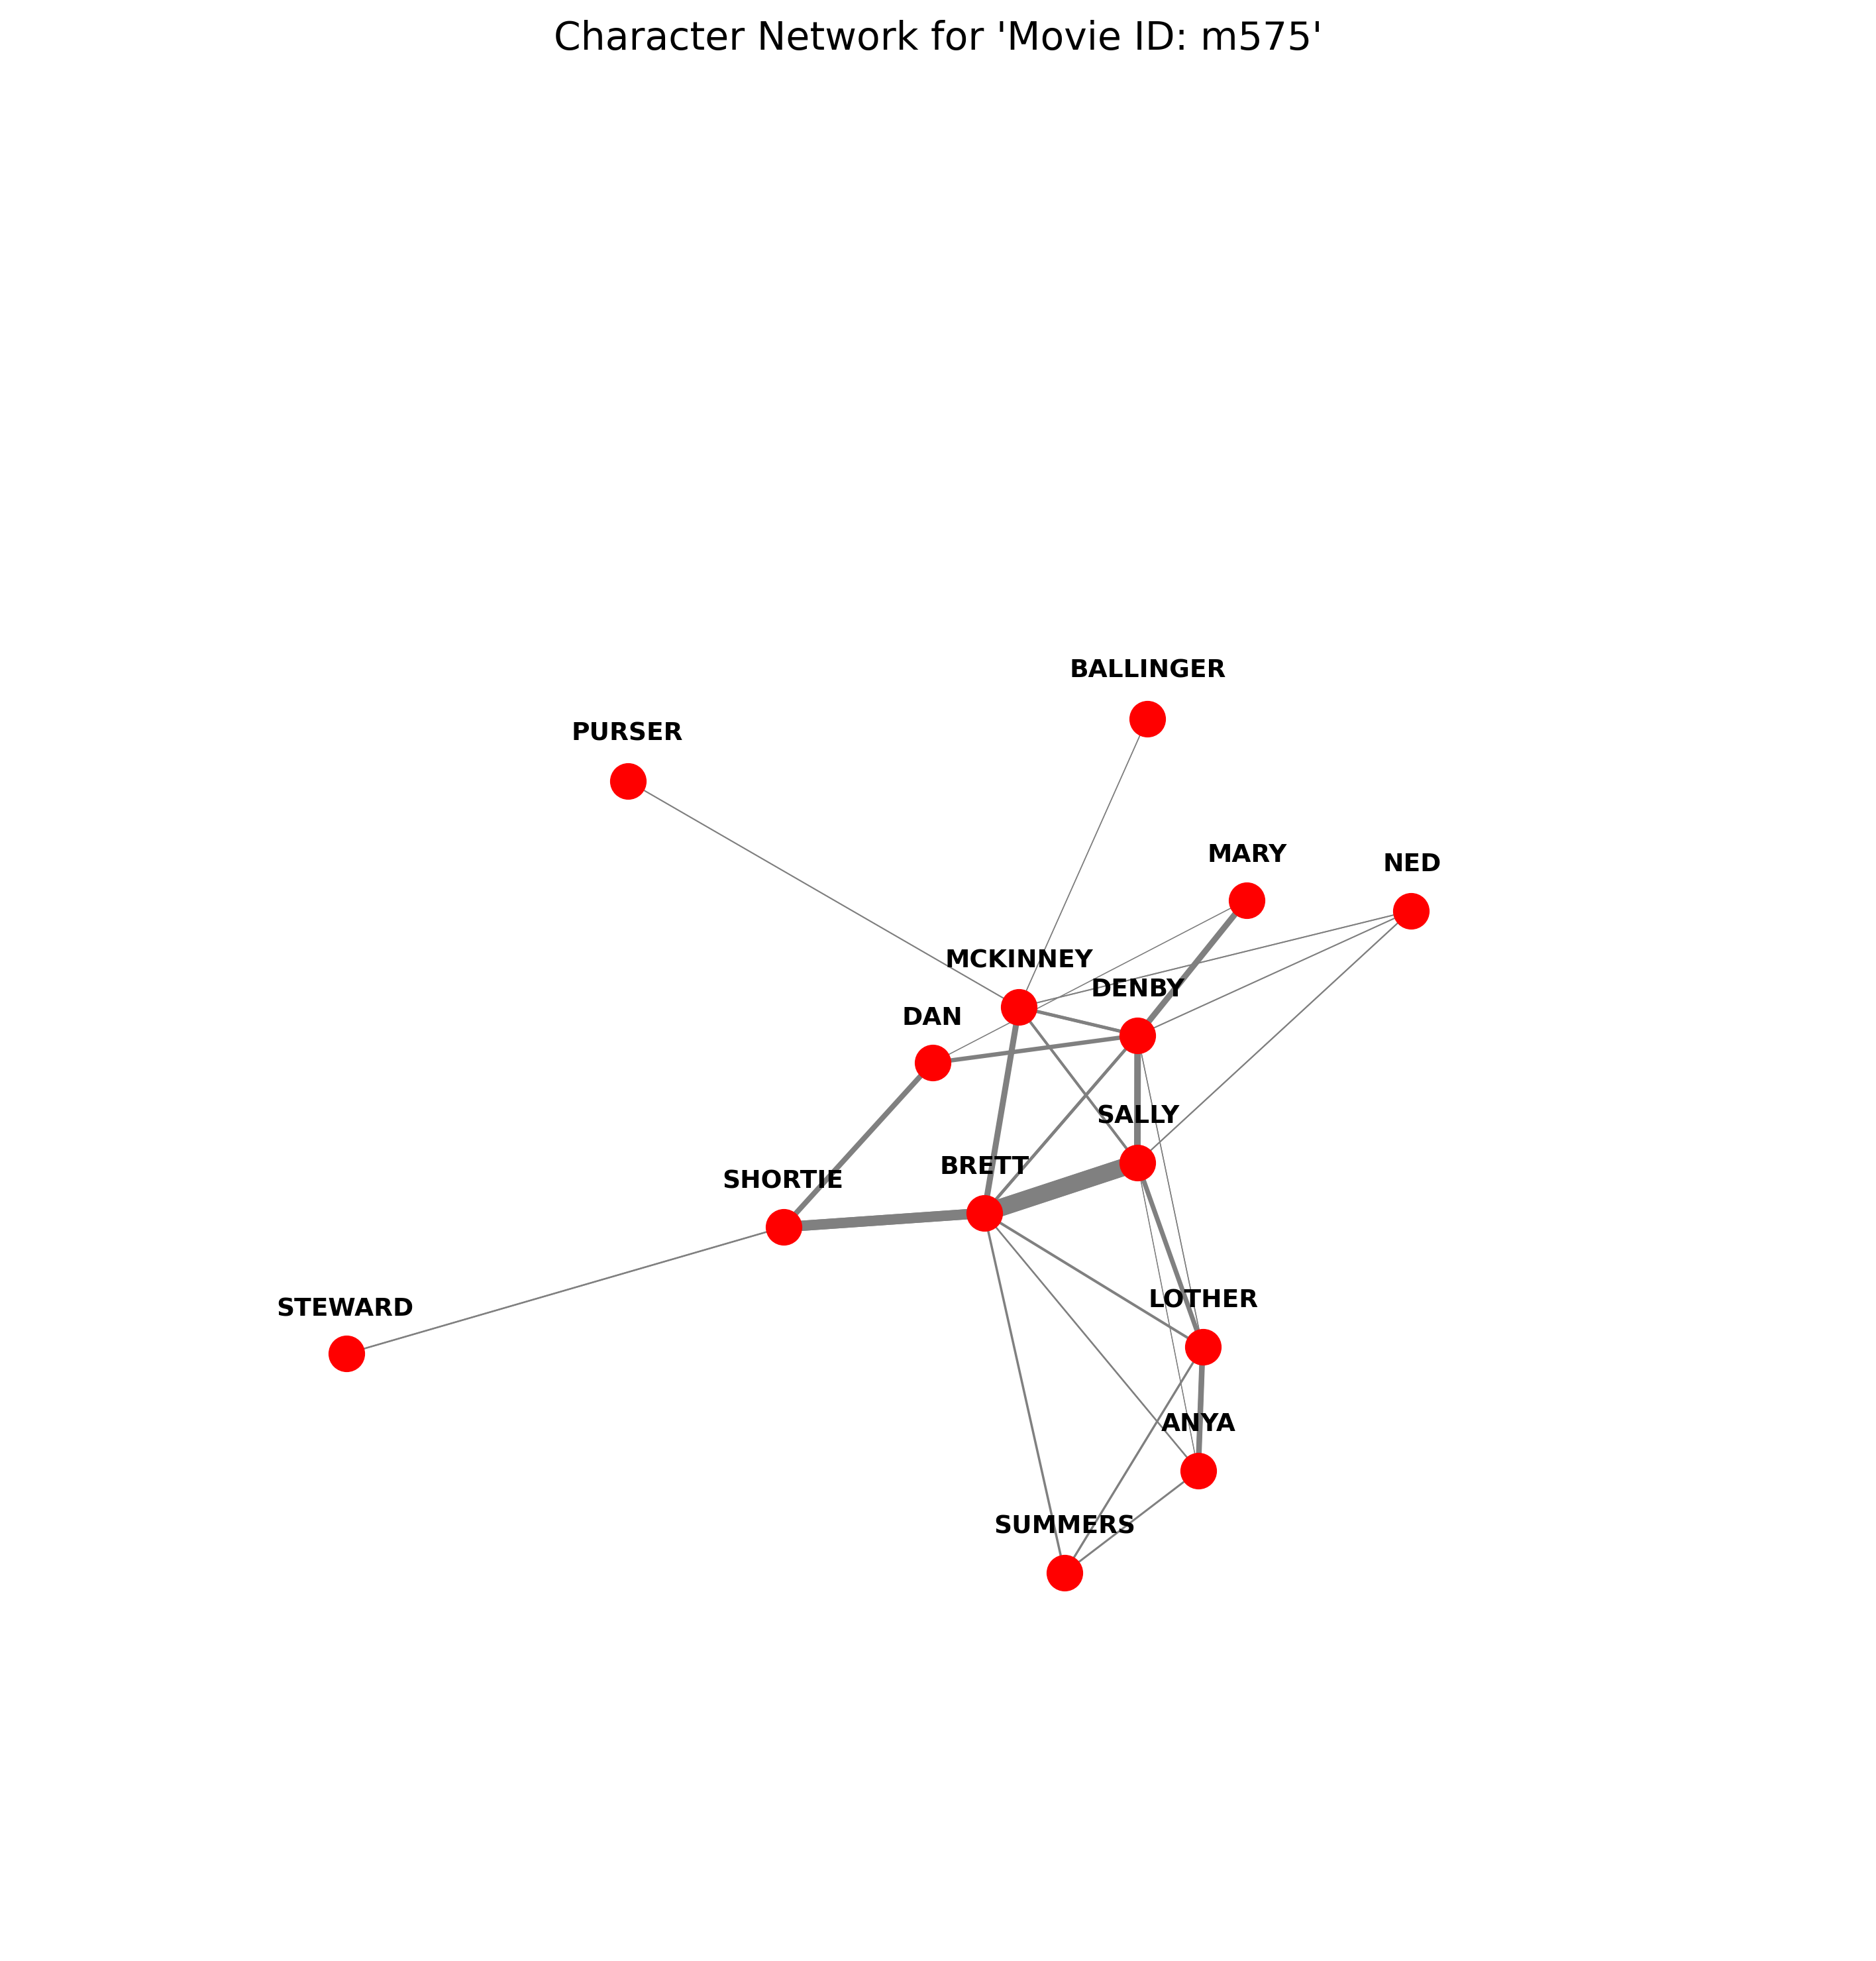 Character Network for 'Movie ID: m575'
BALLINGER
PURSER
MARY
NED
MCKINNEY
DENBY
DAN
SALLY
BRETT
SHORTIE
LOTHER
STEWARD
ANYA
SUMMERS